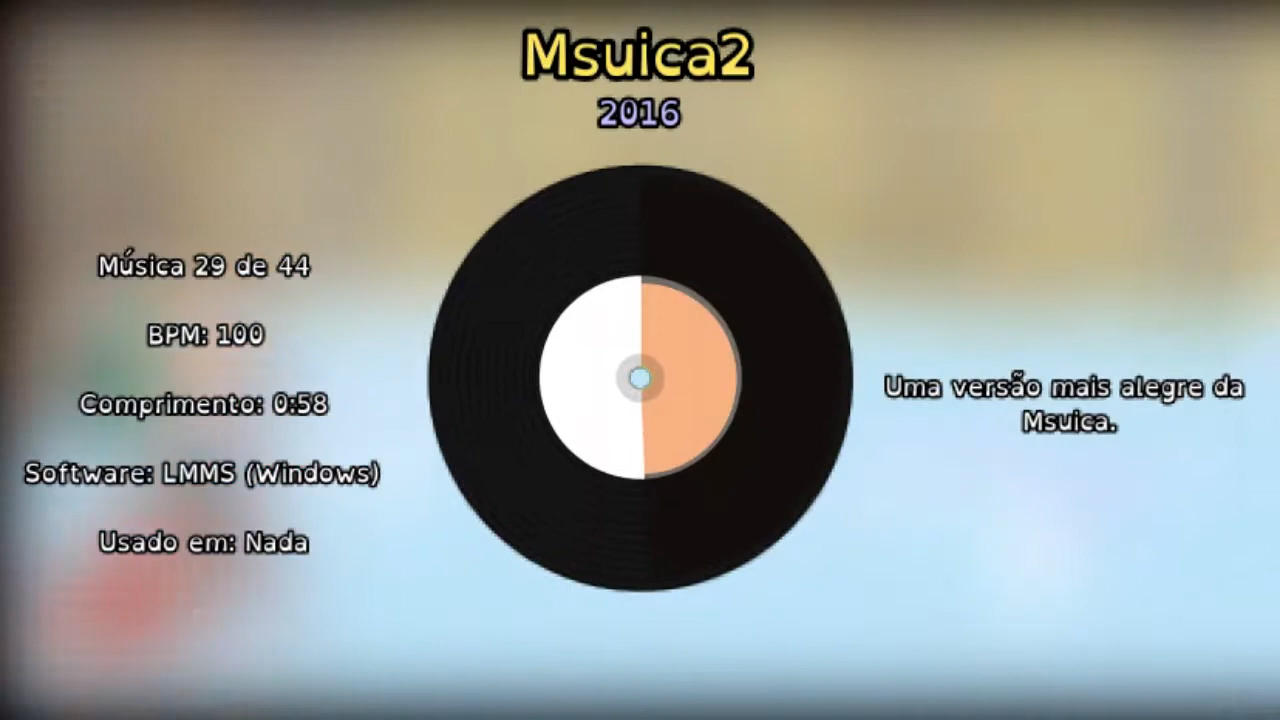 Msuica2
2016
Música 29 de 44
BPM: 100
Comprimento: 0:58
Software: LMMS (Windows)
Usado em: Nada
Uma versão mais alegre da
Msuica.